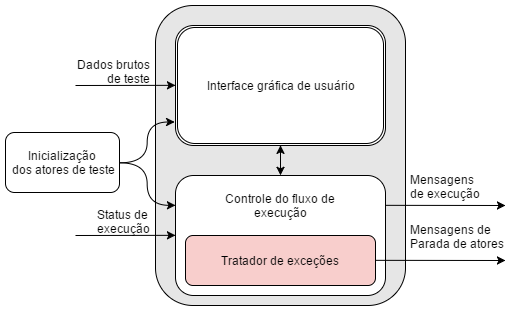 Dados brutos
de teste
Interface gráfica de usuário
Inicialização
dos atores de teste
Controle do fluxo de
execução
Mensagens
de execução
Status de
execução
Mensagens de
Parada de atores
Tratador de exceções